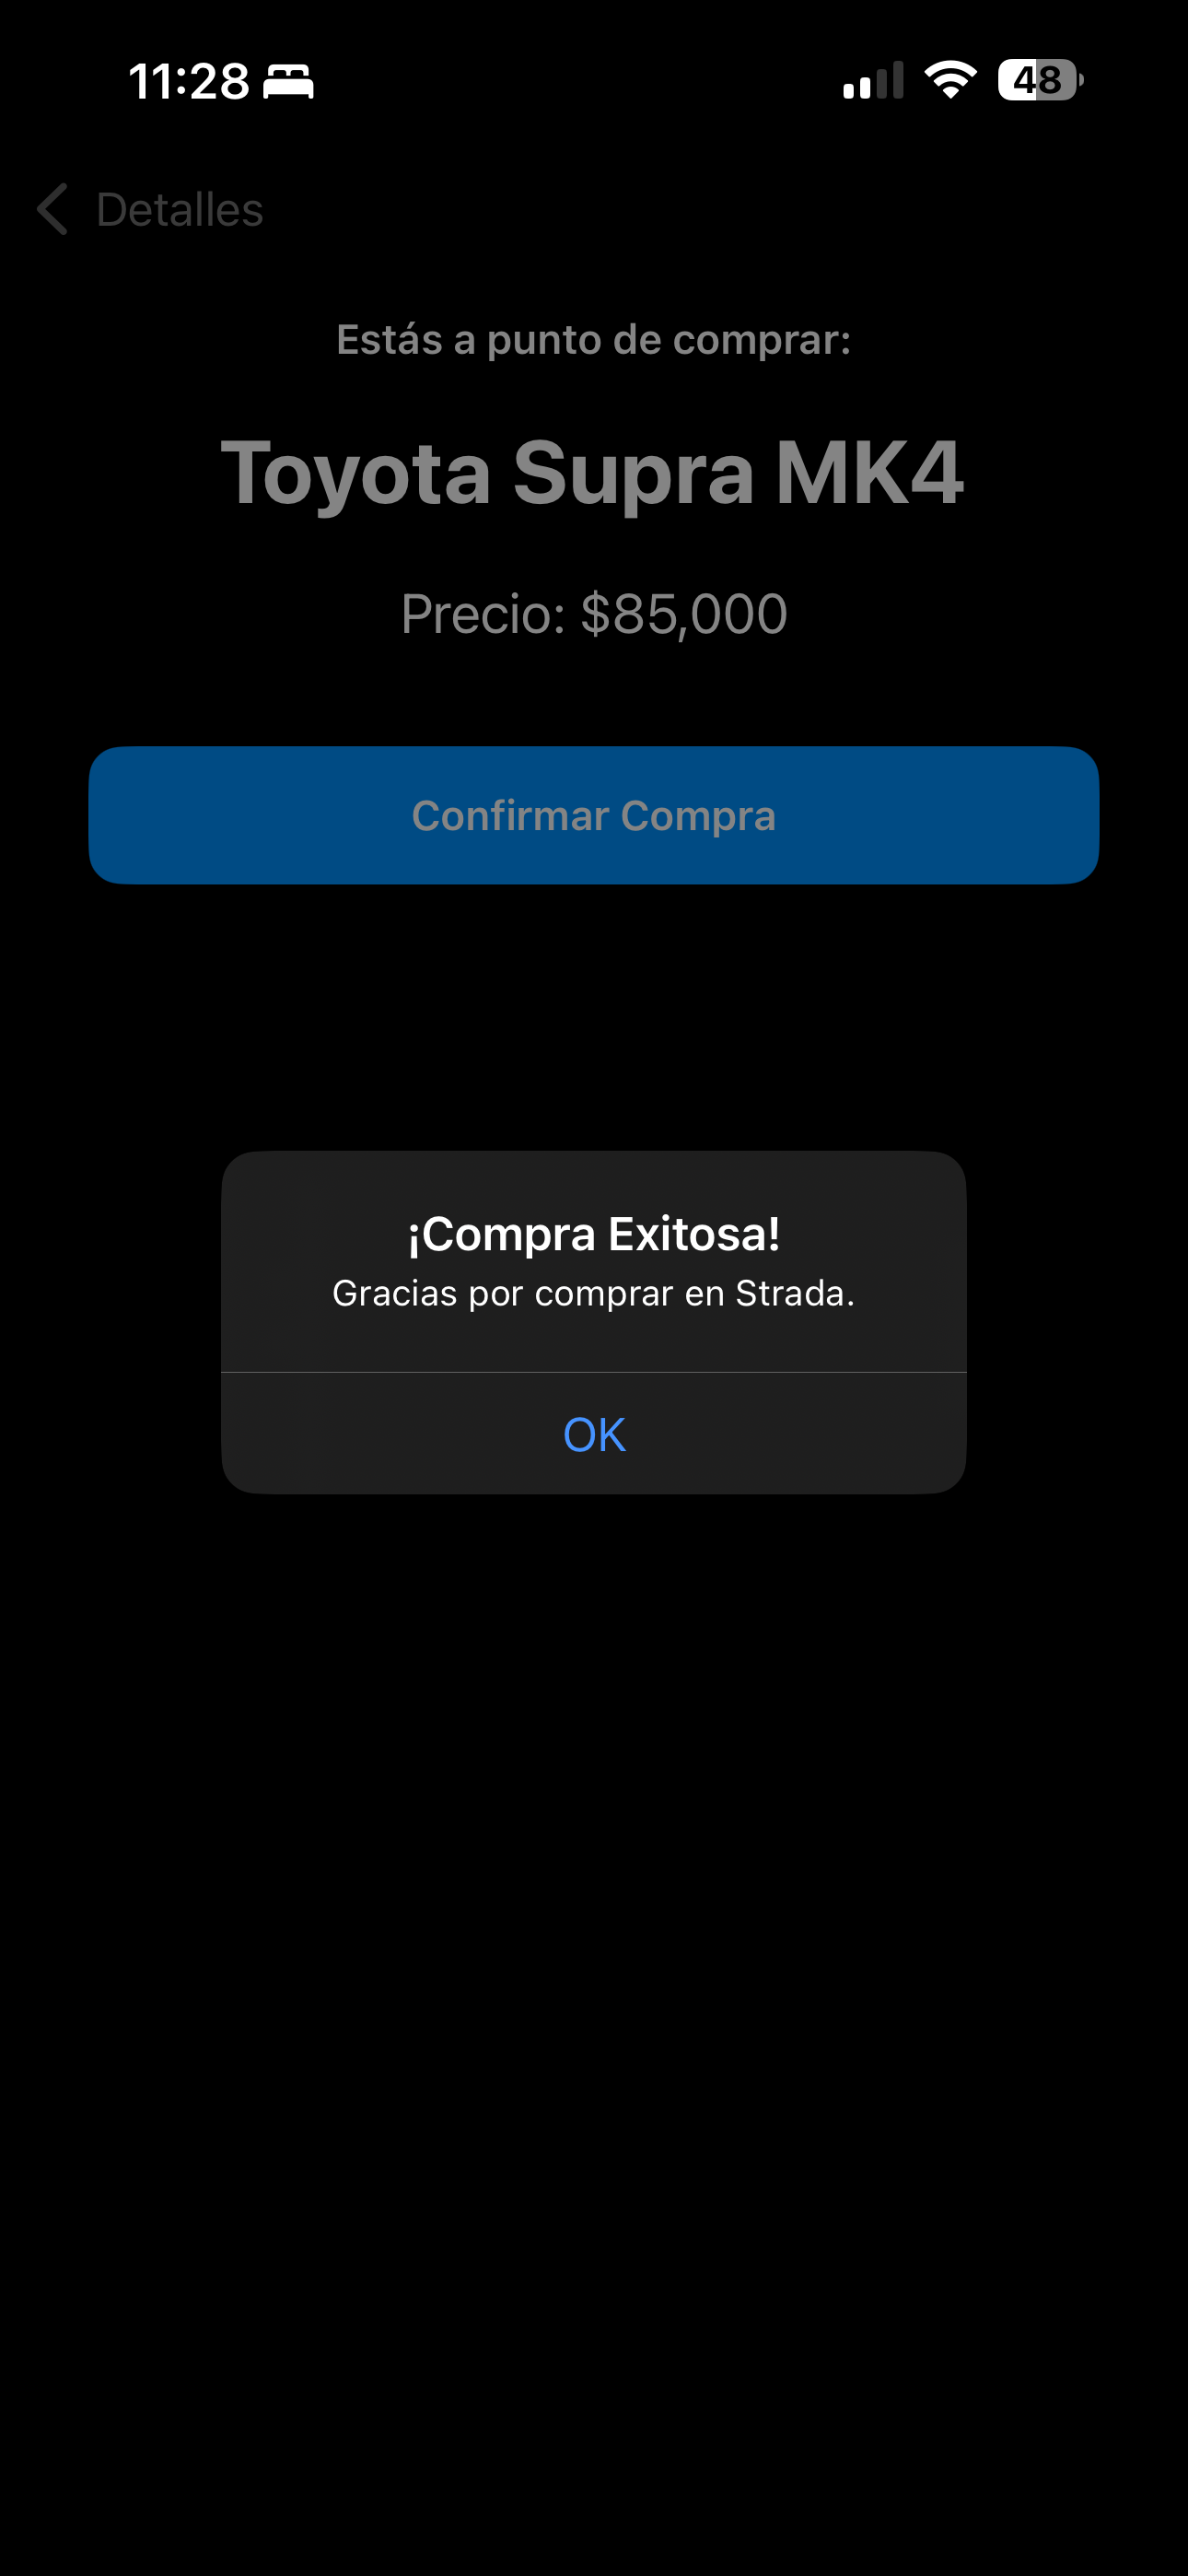 11:28
48
Detalles
Estás a punto de comprar:
Toyota Supra MK4
Precio: $85,000
Confirmar Compra
¡Compra Exitosa!
Gracias por comprar en Strada.
OK